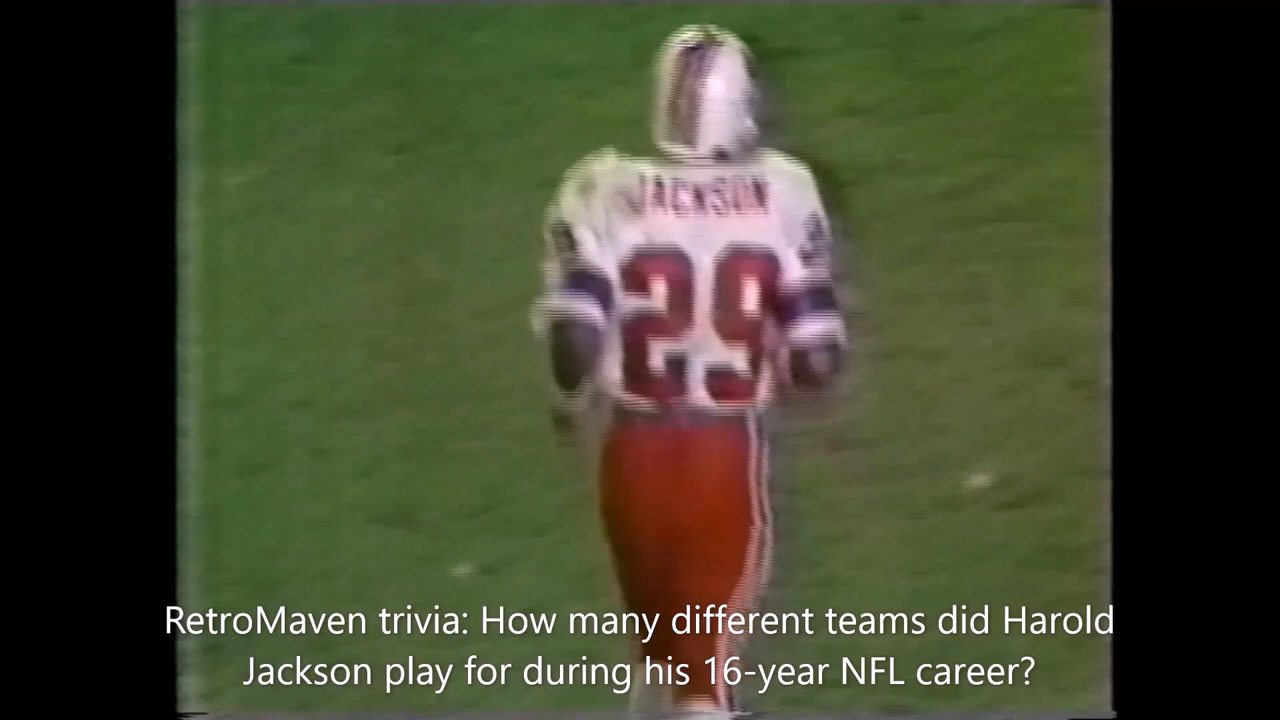 JACKSON
29
RetroMaven trivia: How many different teams did Harold
Jackson play for during his 16-year NFL career?